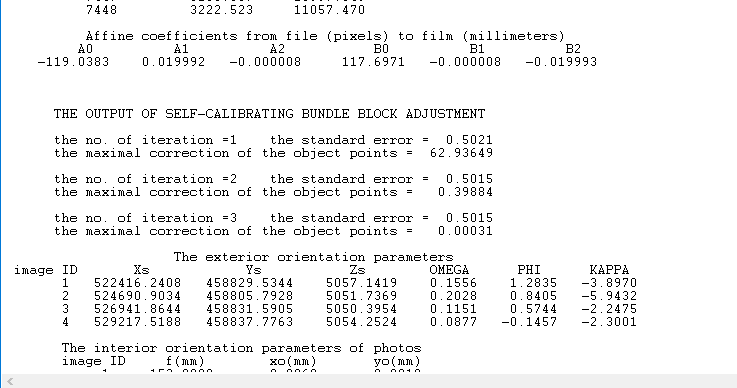 7448 3222.523 11057.470
Affine coefficients from file (pixels) to film (millimeters)
A0 A1 A2 B0 B1 B2
-119.0383 0.019992 -0.000008 117.6971 -0.000008 -0.019993
THE OUTPUT OF SELF-CALIBRATING BUNDLE BLOCK ADJUSTMENT
the no. of iteration =1 the standard error = 0.5021
the maximal correction of the object points = 62.93649
the no. of iteration =2 the standard error = 0.5015
the maximal correction of the object points = 0.39884
the no. of iteration =3 the standard error = 0.5015
the maximal correction of the object points = 0.00031
The exterior orientation parameters
image ID Xs Ys Zs OMEGA PHI KAPPA
1 522416.2408 458829.5344 5057.1419 0.1556 1.2835 -3.8970
2 524690.9034 458805.7928 5051.7369 0.2028 0.8405 -5.9432
3 526941.8644 458831.5905 5050.3954 0.1151 0.5744 -2.2475
4 529217.5188 458837.7763 5054.2524 0.0877 -0.1457 -2.3001
The interior orientation parameters of photos
image ID f(mm) xo(mm) yo(mm)